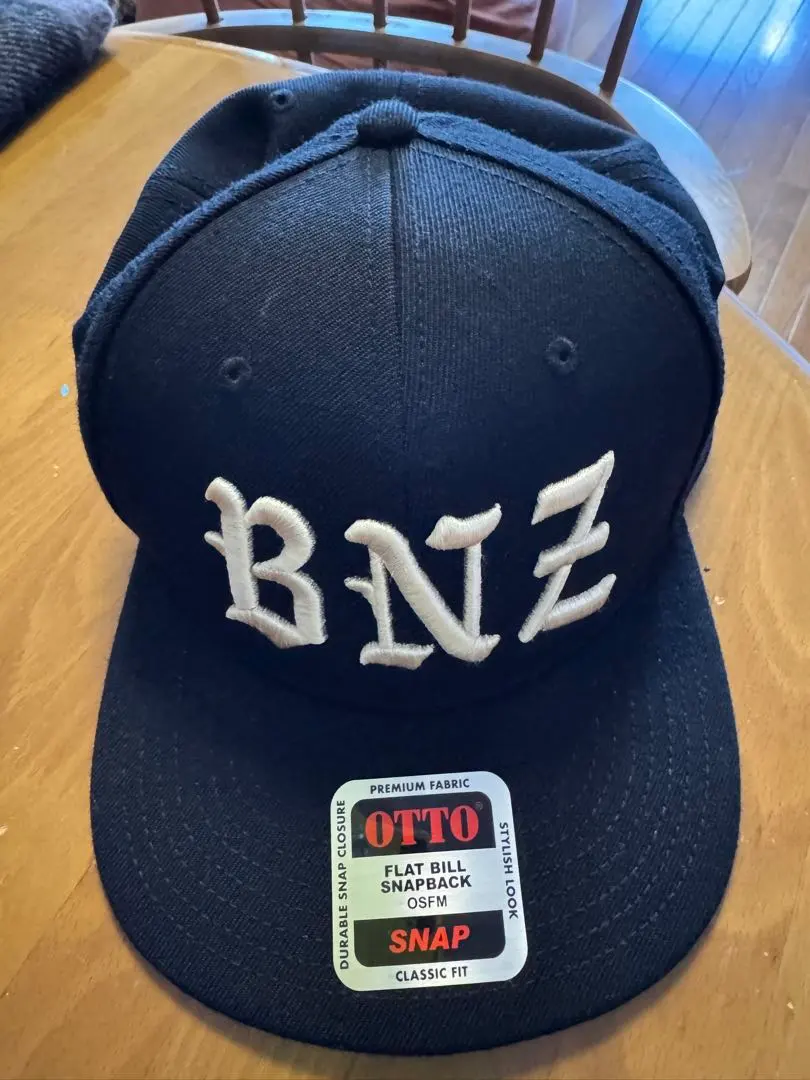 BNZ
PREMIUM FABRIC
DURABLE SNAP CLOSURE
OTTO
STYLISH LOOK
FLAT BILL
SNAPBACK
OSFM
SNAP
CLASSIC FIT